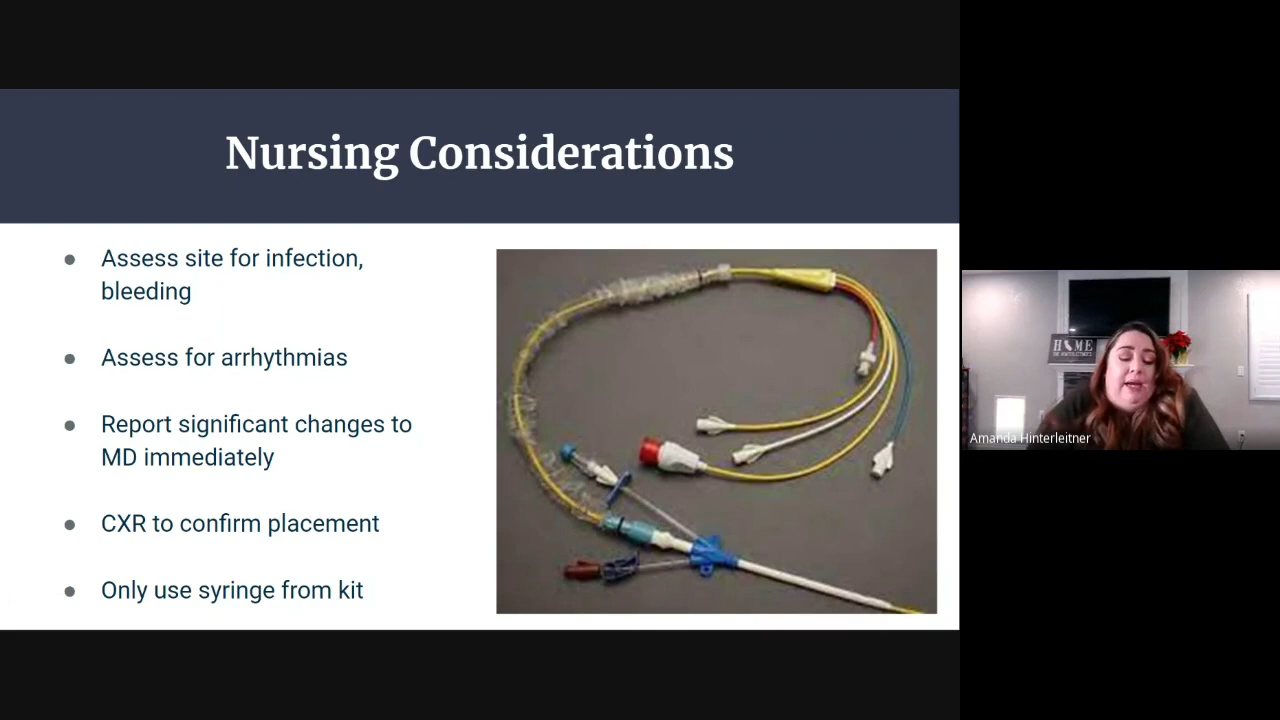 Nursing Considerations
Assess site for infection,
bleeding
Assess for arrhythmias
Report significant changes to
MD immediately
CXR to confirm placement
Only use syringe from kit
H ME
Amanda Hinterleitner